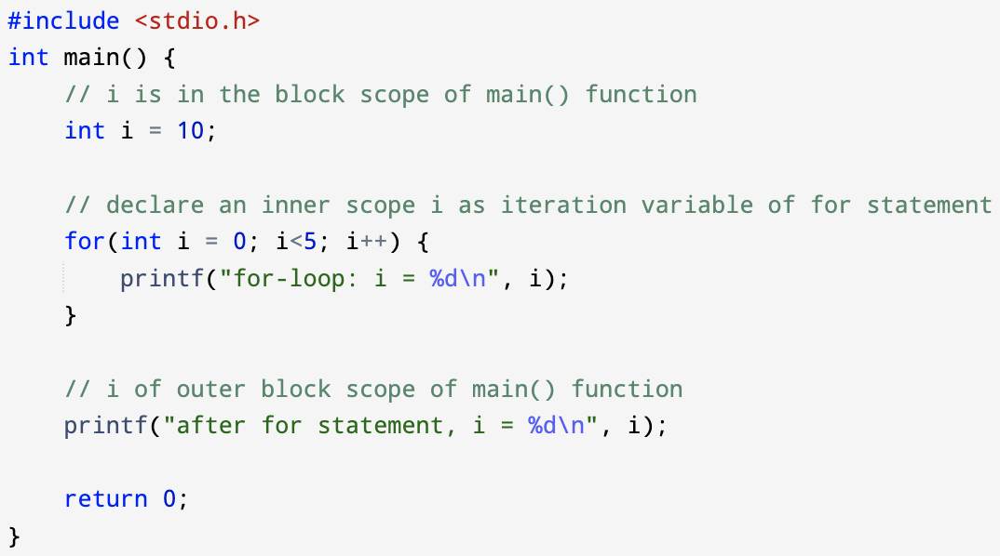 #include <stdio.h>
int main() {
    // i is in the block scope of main() function
    int i = 10;

    // declare an inner scope i as iteration variable of for statement
    for(int i = 0; i<5; i++) {
        printf("for-loop: i = %d\n", i);
    }

    // i of outer block scope of main() function
    printf("after for statement, i = %d\n", i);

    return 0;
}